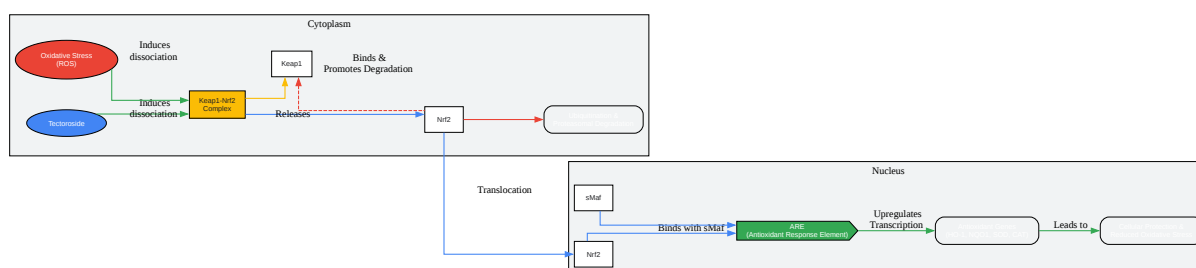 Cytoplasm
Oxidative Stress
(ROS)
Induces
dissociation
Keap1
Binds &
Promotes Degradation
Tectoroside
Induces
dissociation
Keap1-Nrf2
Complex
Releases
Nrf2
Translocation
Nucleus
sMaf
Nrf2
Binds with sMaf
ARE
(Antioxidant Response Element)
Upregulates
Transcription
Leads to